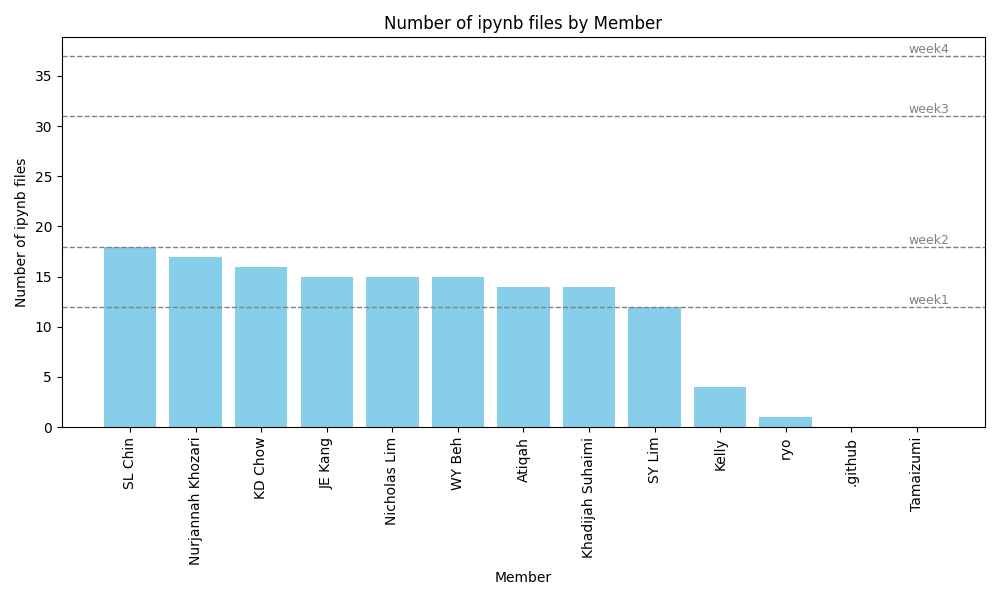 Number of ipynb files by Member
week4
week3
week2
week1
35
30
25
20
15
10
5
0
Number of ipynb files
SL Chin
Nurjannah Khozari
KD Chow
JE Kang
Nicholas Lim
WY Beh
Atiqah
Khadijah Suhaimi
SY Lim
Kelly
ryo
.github
Tamaizumi
Member